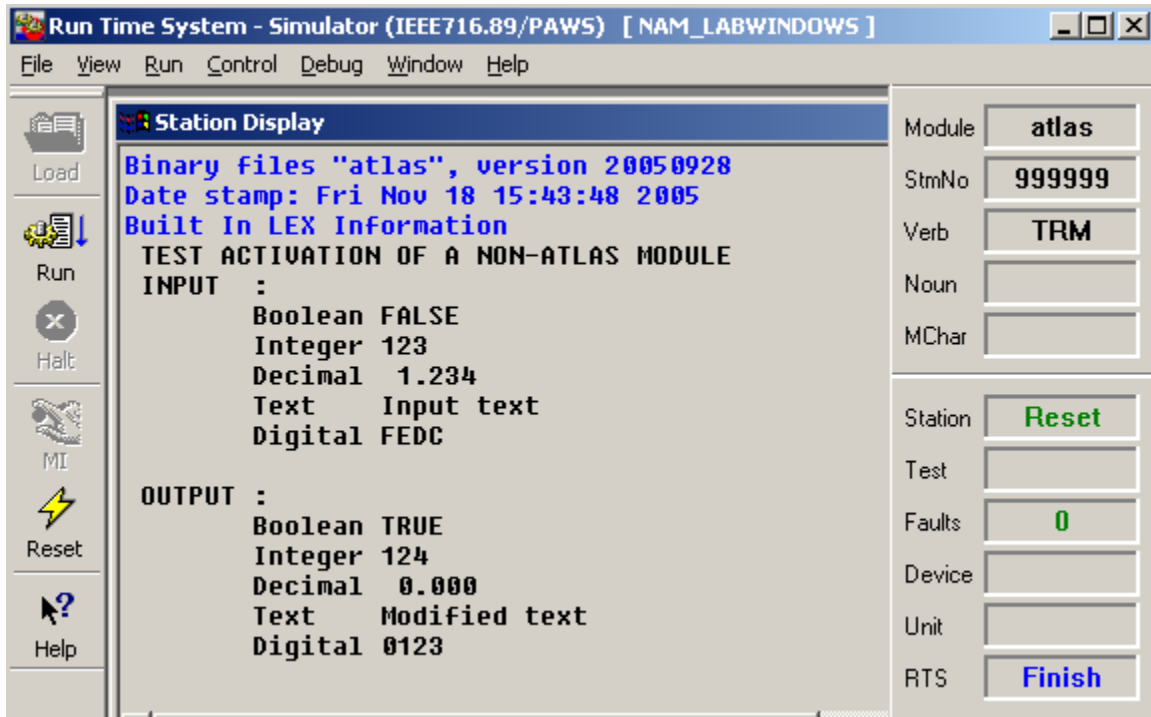 Run Time System - Simulator (IEEE716.89/PAWS) [ NAM_LABWINDOWS ]
File View Run Control Debug Window Help
Load
Run
Halt
MI
Reset
Help
Station Display
Binary files "atlas", version 20050928
Date stamp: Fri Nov 18 15:43:48 2005
Built In LEX Information
TEST ACTIVATION OF A NON-ATLAS MODULE
INPUT :
Boolean FALSE
Integer 123
Decimal 1.234
Text Input text
Digital FEDC
OUTPUT :
Boolean TRUE
Integer 124
Decimal 0.000
Text Modified text
Digital 0123
Module atlas
StmNo 999999
Verb TRM
Noun
MChar
Station Reset
Test
Faults 0
Device
Unit
RTS Finish